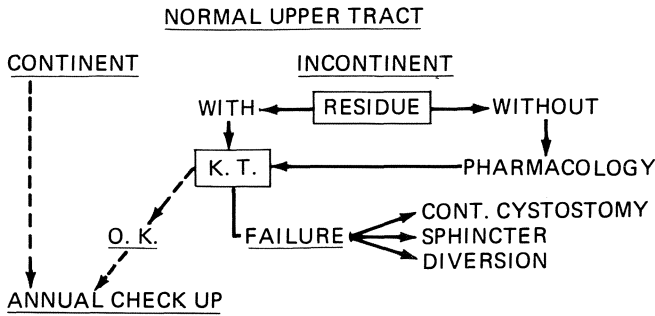 NORMAL UPPER TRACT
CONTINENT
INCONTINENT
WITH
RESIDUE
WITHOUT
K. T.
PHARMACOLOGY
CONT. CYSTOSTOMY
O. K.
FAILURE
SPHINCTER
DIVERSION
ANNUAL CHECK UP